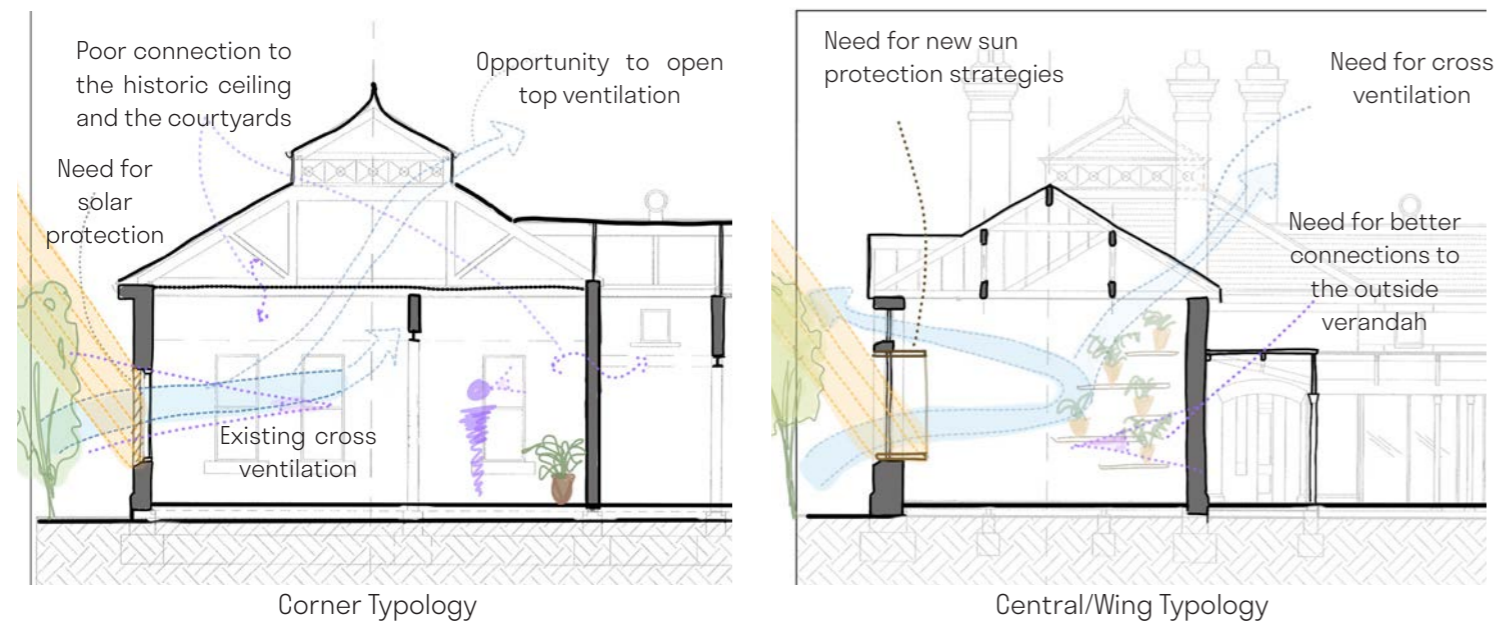 Poor connection to
the historic ceiling
and the courtyards
Opportunity to open
top ventilation
Need for
solar
protection
Existing cross
ventilation
Corner Typology
Need for new sun
protection strategies
Need for cross
ventilation
Need for better
connections to
the outside
verandah
Central/Wing Typology